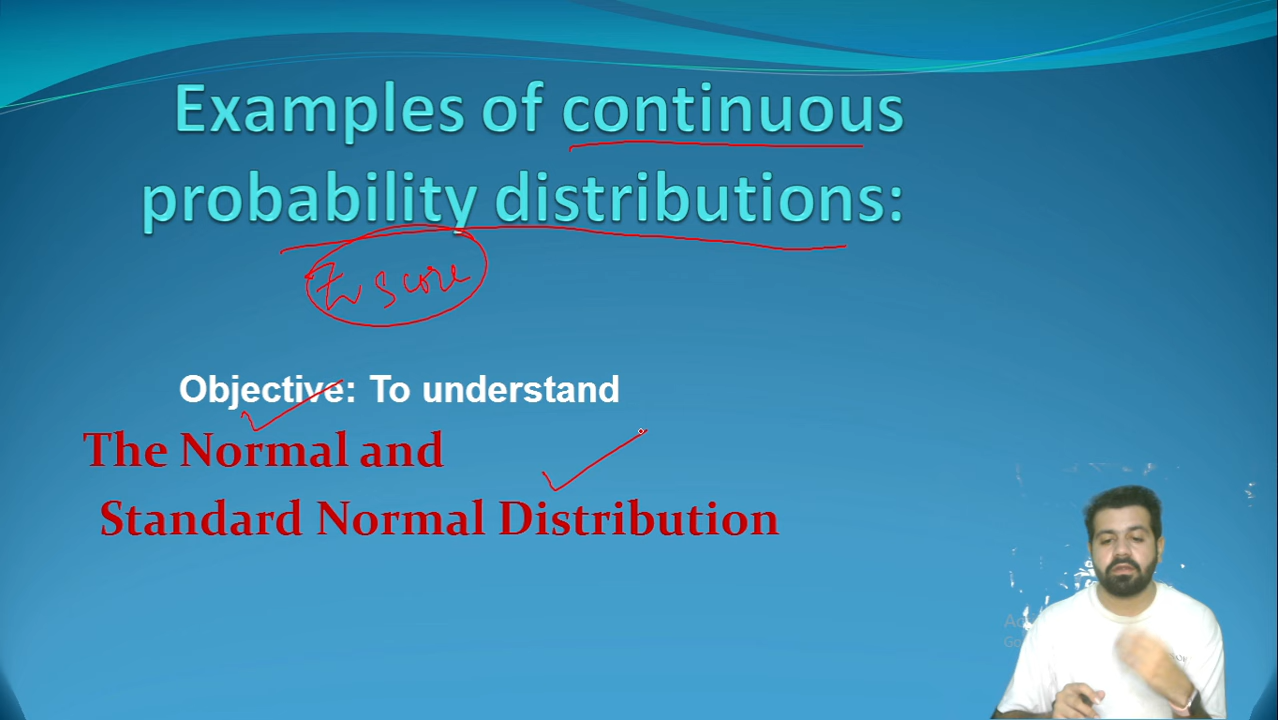 Examples of continuous
probability distributions:
Z score
Objective: To understand
The Normal and
Standard Normal Distribution